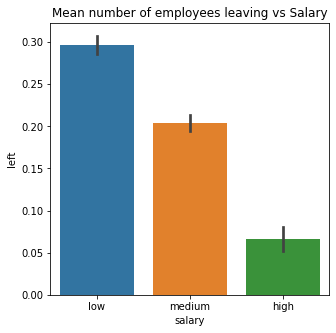 Mean number of employees leaving vs Salary
0.30
0.25
0.20
0.15
0.10
0.05
0.00
left
low medium high
salary